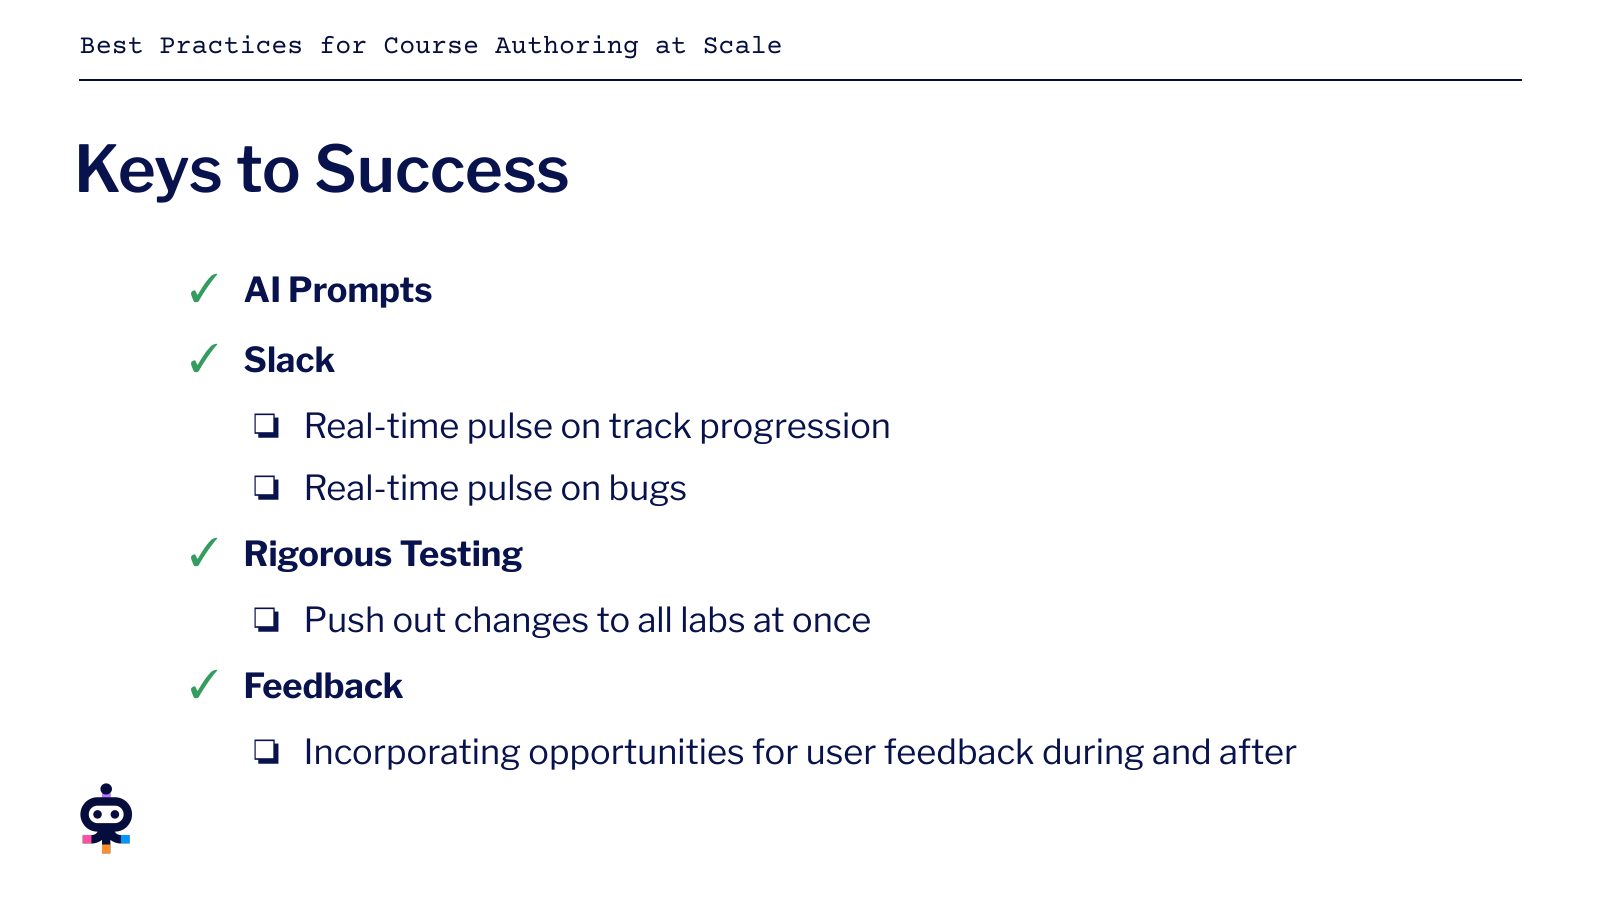 Best Practices for Course Authoring at Scale
Keys to Success
✓ AI Prompts
✓ Slack
❏ Real-time pulse on track progression
❏ Real-time pulse on bugs
✓ Rigorous Testing
❏ Push out changes to all labs at once
✓ Feedback
❏ Incorporating opportunities for user feedback during and after